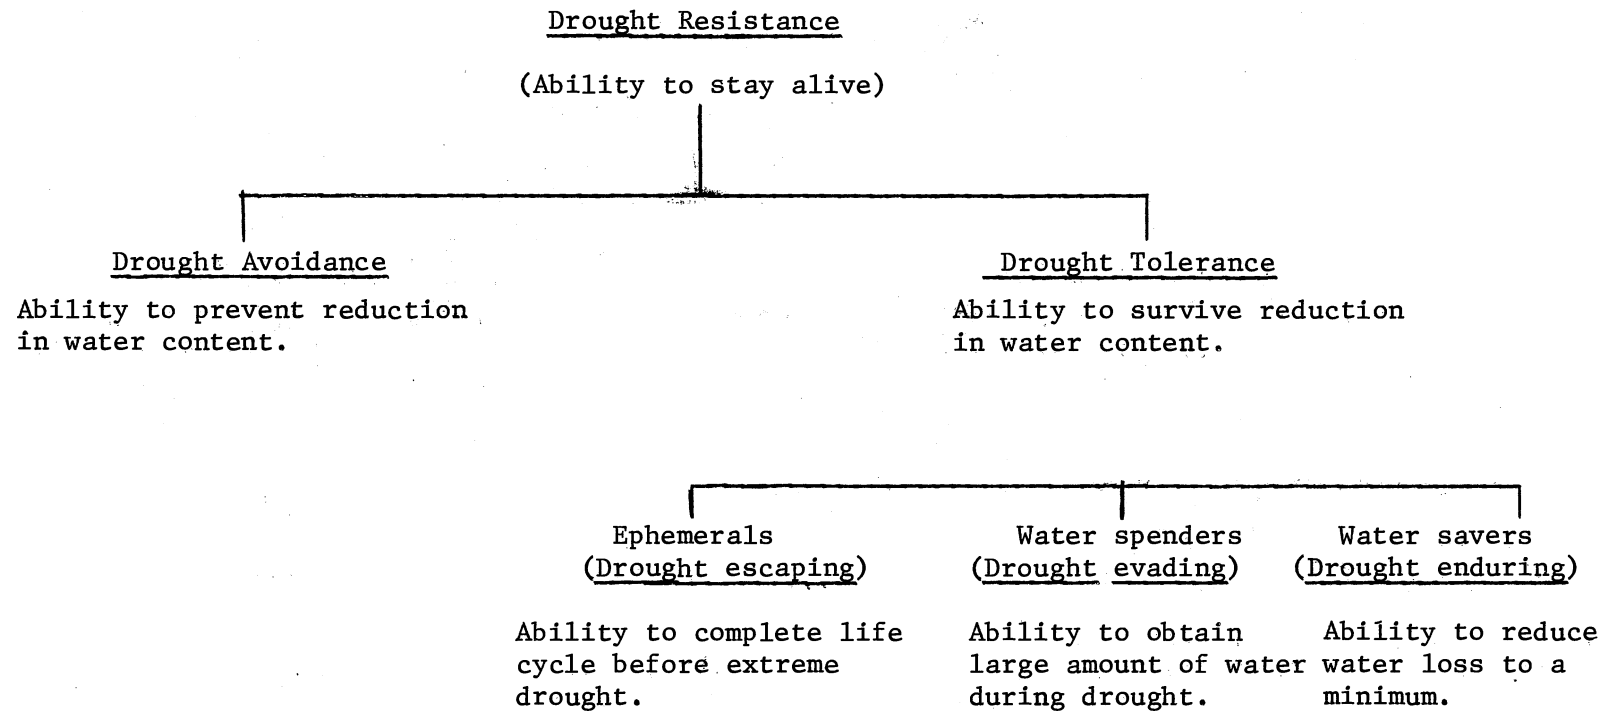 Drought Resistance
(Ability to stay alive)
Drought Avoidance
Ability to prevent reduction
in water content.
Drought Tolerance
Ability to survive reduction
in water content.
Ephemerals
(Drought escaping)
Ability to complete life
cycle before extreme
drought.
Water spenders
(Drought evading)
Ability to obtain
large amount of water
during drought.
Water savers
(Drought enduring)
Ability to reduce
water loss to a
minimum.